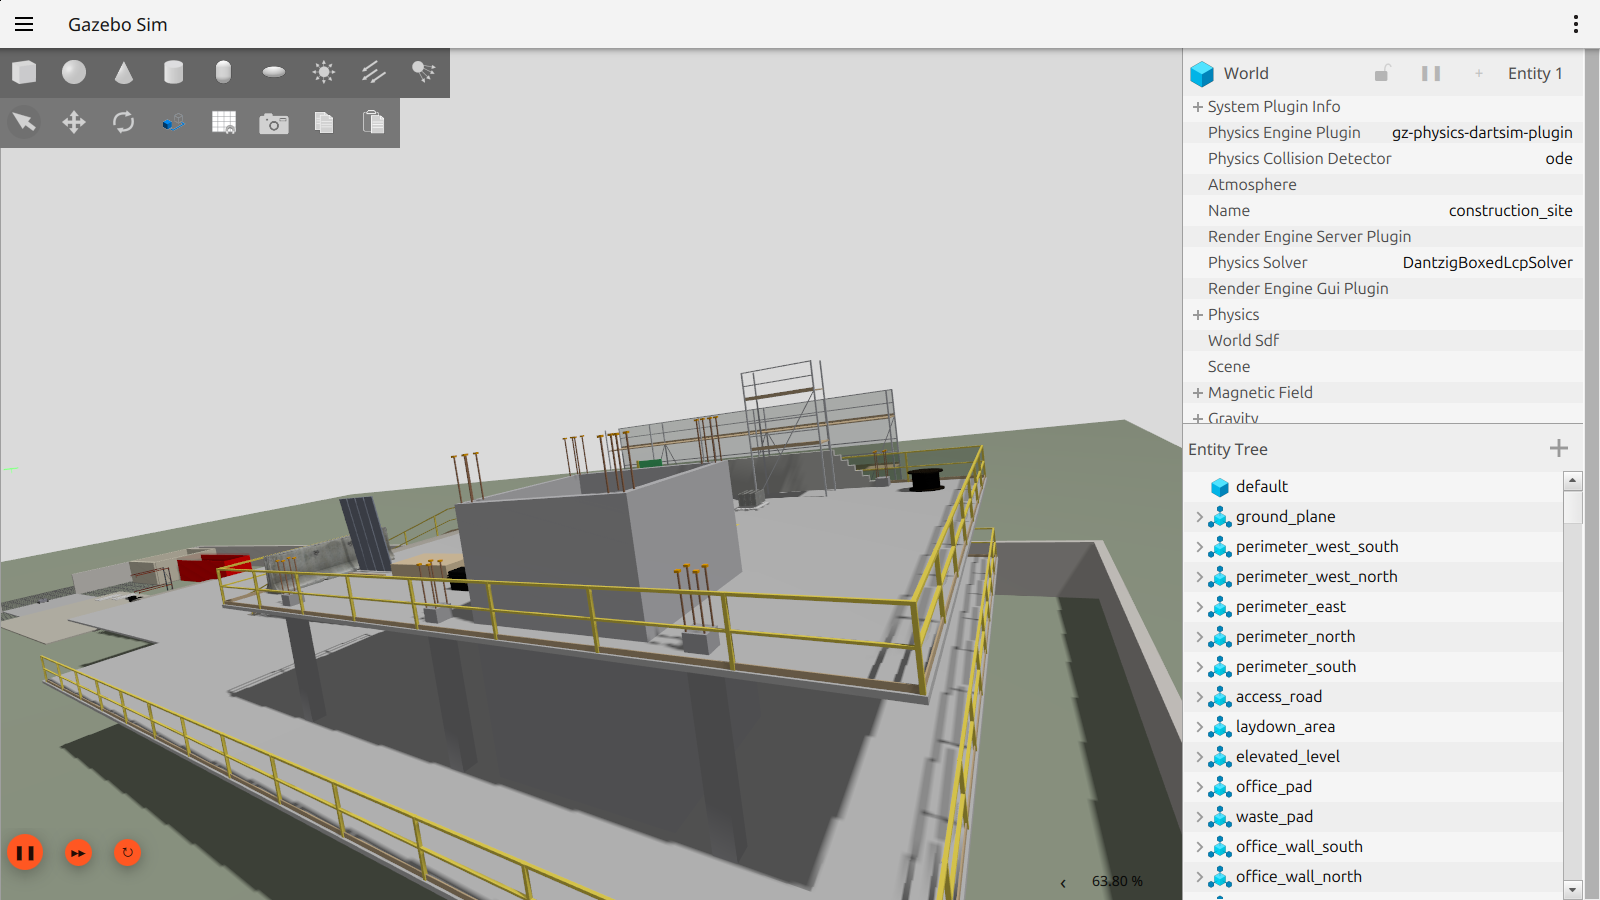 Gazebo Sim
World
Entity 1
System Plugin Info
Physics Engine Plugin gz-physics-dartsim-plugin
Physics Collision Detector ode
Atmosphere
Name construction_site
Render Engine Server Plugin
Physics Solver DantzigBoxedLcpSolver
Render Engine Gui Plugin
Physics
World Sdf
Scene
Magnetic Field
Gravity
Entity Tree
default
ground_plane
perimeter_west_south
perimeter_west_north
perimeter_east
perimeter_north
perimeter_south
access_road
laydown_area
elevated_level
office_pad
waste_pad
office_wall_south
office_wall_north
63.80 %